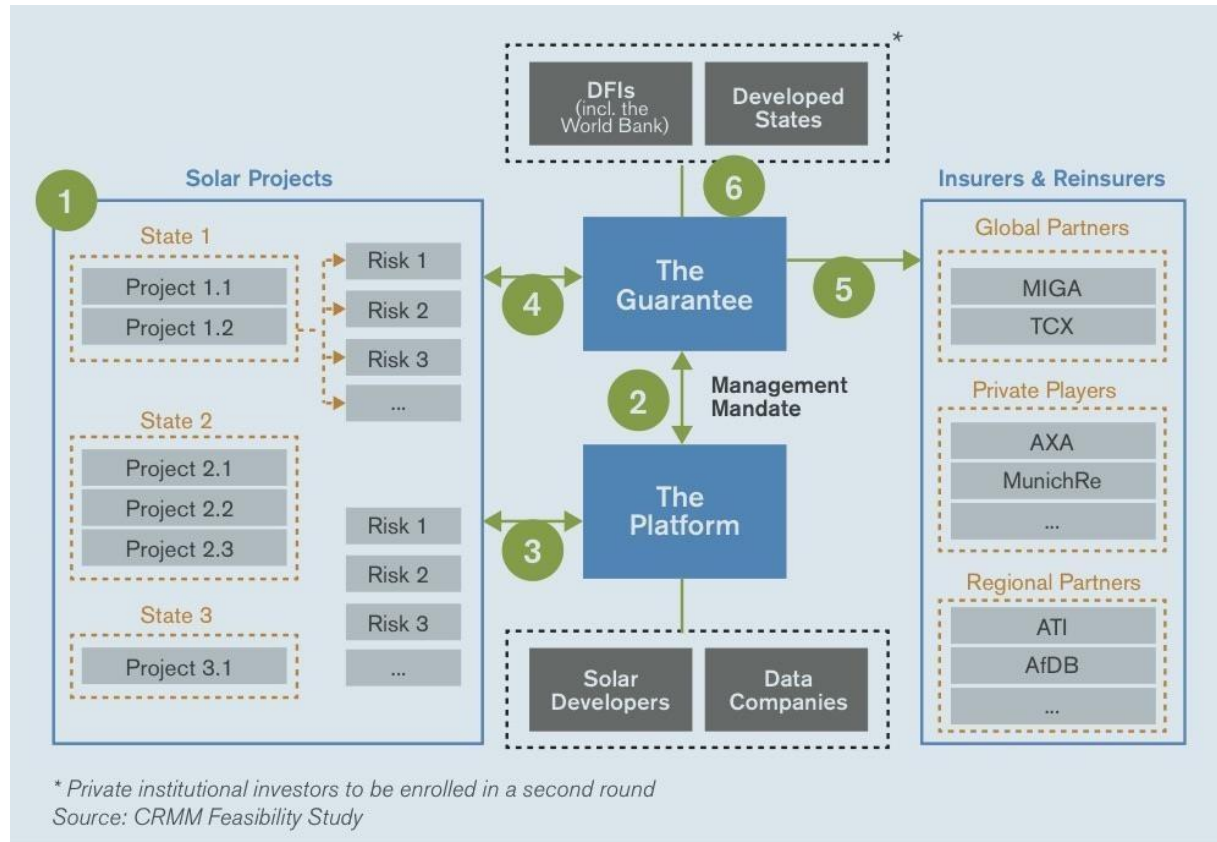 *
DFIs
(incl. the
World Bank)
Developed
States
6
Solar Projects
1
State 1
Project 1.1
Project 1.2
Risk 1
Risk 2
Risk 3
...
State 2
Project 2.1
Project 2.2
Project 2.3
Risk 1
Risk 2
Risk 3
...
State 3
Project 3.1
4
The
Guarantee
5
2
Management
Mandate
3
The
Platform
Solar
Developers
Data
Companies
Insurers & Reinsurers
Global Partners
MIGA
TCX
Private Players
AXA
MunichRe
...
Regional Partners
ATI
AfDB
...
* Private institutional investors to be enrolled in a second round
Source: CRMM Feasibility Study